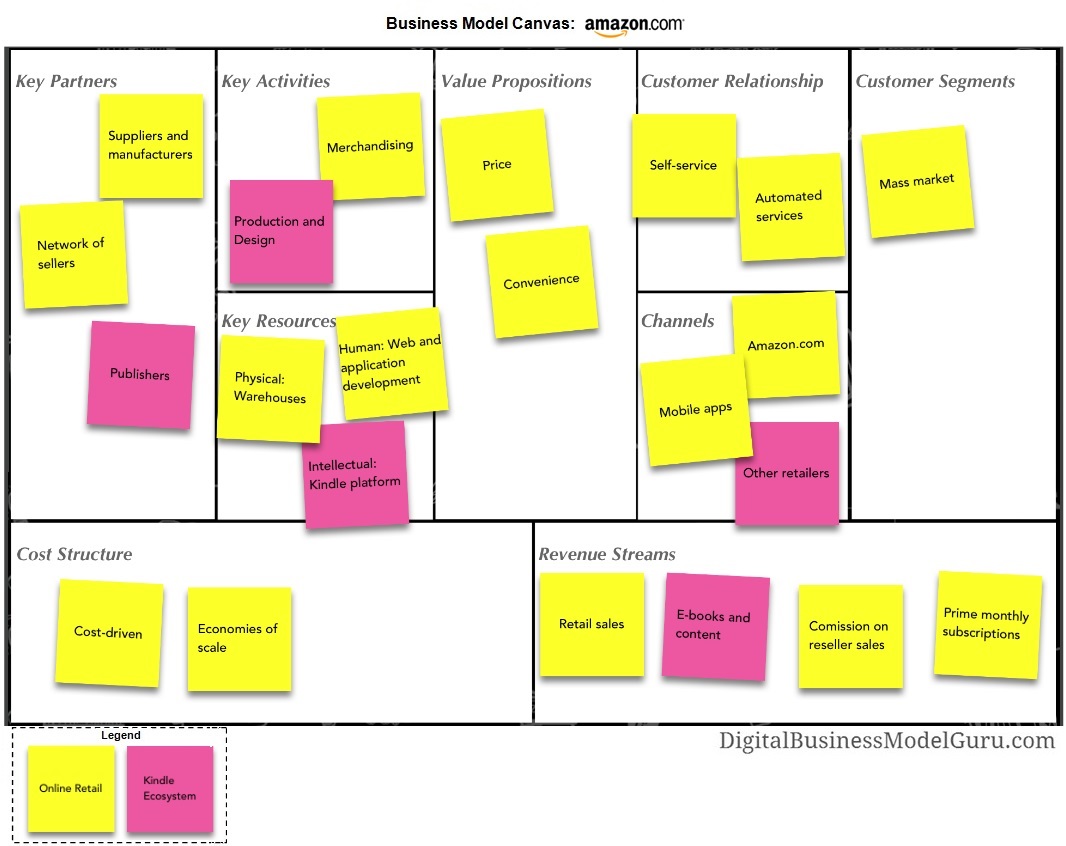 Business Model Canvas: amazon.com
Key Partners
Suppliers and
manufacturers
Network of
sellers
Publishers
Key Activities
Merchandising
Production and
Design
Key Resources
Human: Web and
application
development
Physical:
Warehouses
Intellectual:
Kindle platform
Value Propositions
Price
Convenience
Customer Relationship
Self-service
Automated
services
Channels
Amazon.com
Mobile apps
Other retailers
Customer Segments
Mass market
Cost Structure
Cost-driven
Economies of
scale
Revenue Streams
Retail sales
E-books and
content
Comission on
reseller sales
Prime monthly
subscriptions
Legend
Online Retail
Kindle
Ecosystem
DigitalBusinessModelGuru.com